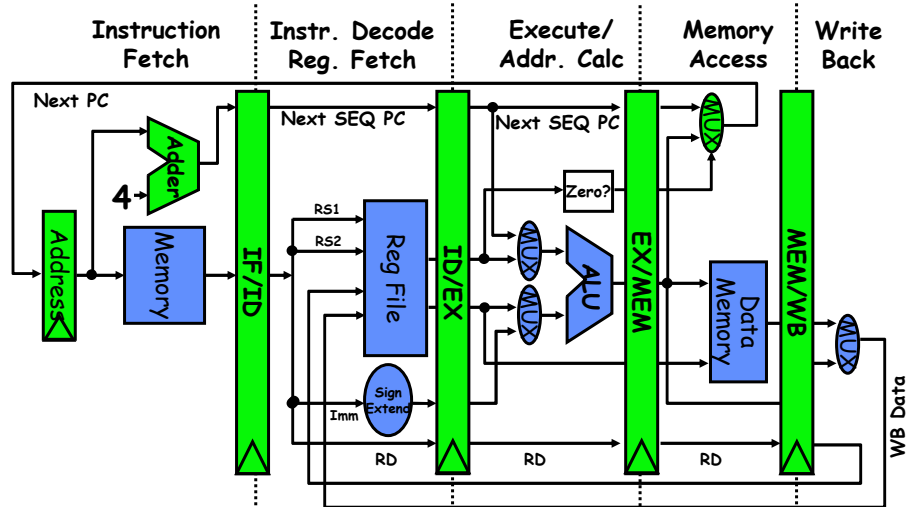 Instruction
Fetch
Instr. Decode
Reg. Fetch
Execute/
Addr. Calc
Memory
Access
Write
Back
Next PC
Next SEQ PC
Next SEQ PC
MUX
Adder
4
Zero?
RS1
RS2
Address
Memory
IF/ID
Reg File
ID/EX
MUX
MUX
ALU
EX/MEM
Data
Memory
MEM/WB
MUX
Imm
Sign
Extend
WB Data
RD
RD
RD